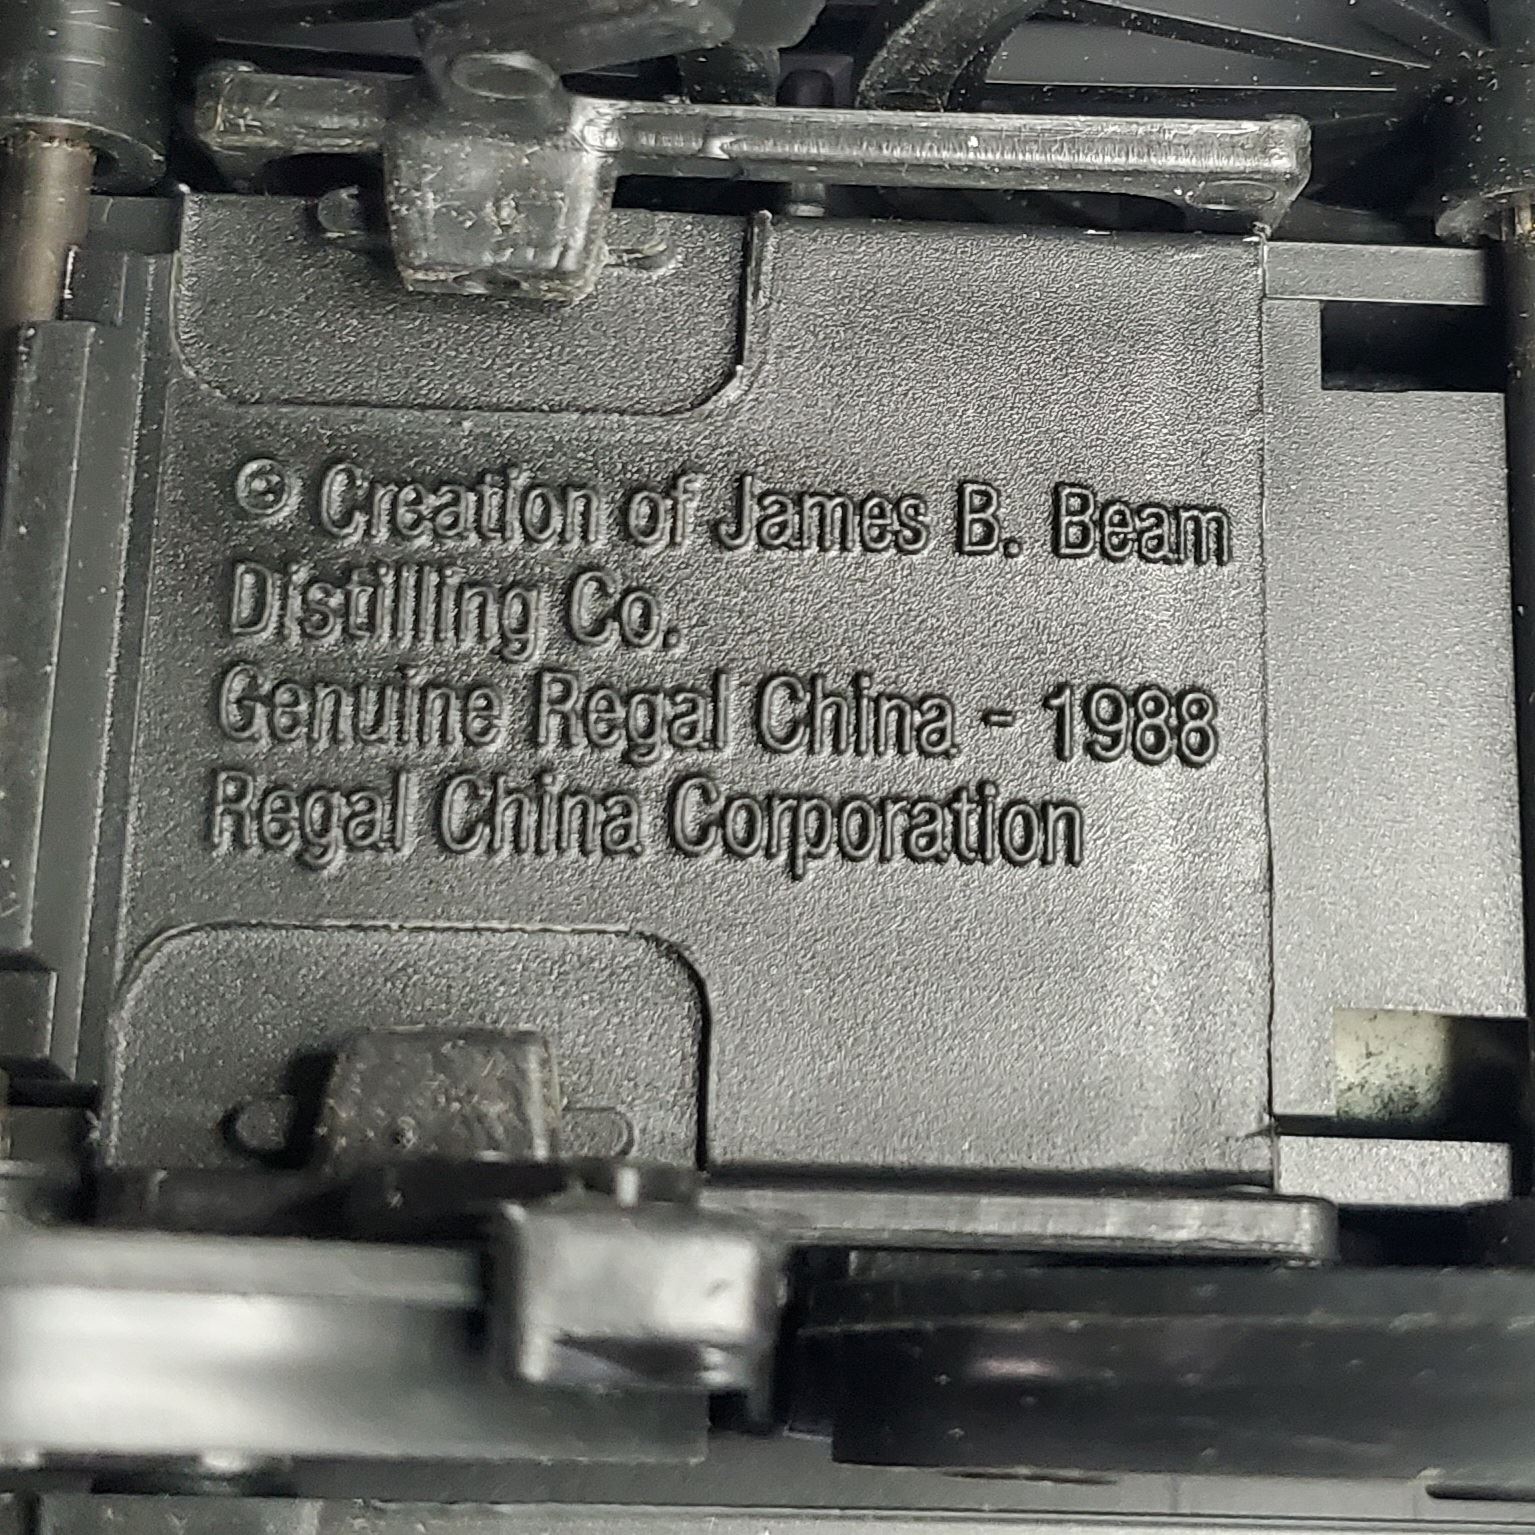 © Creation of James B. Beam
Distilling Co.
Genuine Regal China - 1988
Regal China Corporation